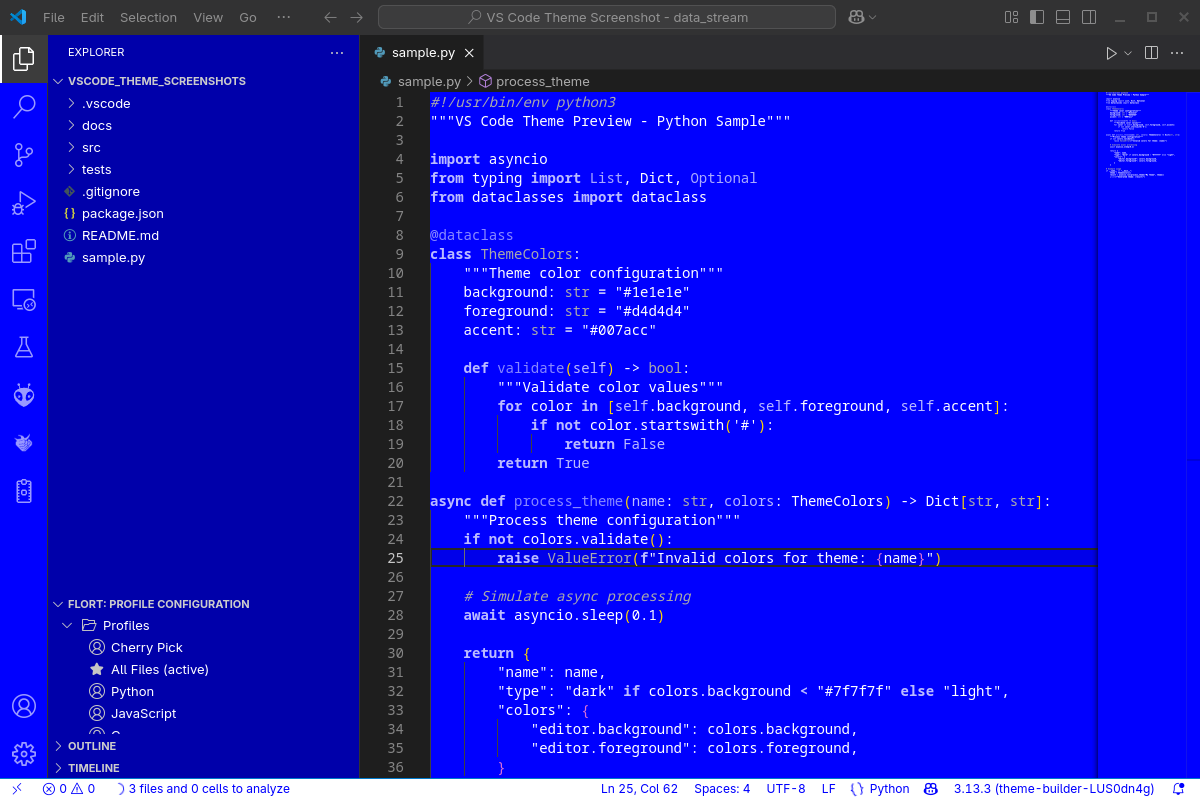 File Edit Selection View Go ··· VS Code Theme Screenshot - data_stream
EXPLORER
VSCODE_THEME_SCREENSHOTS
.vscode
docs
src
tests
.gitignore
package.json
README.md
sample.py
FLORT: PROFILE CONFIGURATION
Profiles
Cherry Pick
All Files (active)
Python
JavaScript
OUTLINE
TIMELINE
sample.py
sample.py > process_theme
1 #!/usr/bin/env python3
2 """VS Code Theme Preview - Python Sample"""
3
4 import asyncio
5 from typing import List, Dict, Optional
6 from dataclasses import dataclass
7
8 @dataclass
9 class ThemeColors:
10 """Theme color configuration"""
11 background: str = "#1e1e1e"
12 foreground: str = "#d4d4d4"
13 accent: str = "#007acc"
14
15 def validate(self) -> bool:
16 """Validate color values"""
17 for color in [self.background, self.foreground, self.accent]:
18 if not color.startswith('#'):
19 return False
20 return True
21
22 async def process_theme(name: str, colors: ThemeColors) -> Dict[str, str]:
23 """Process theme configuration"""
24 if not colors.validate():
25 raise ValueError(f"Invalid colors for theme: {name}")
26
27 # Simulate async processing
28 await asyncio.sleep(0.1)
29
30 return {
31 "name": name,
32 "type": "dark" if colors.background < "#7f7f7f" else "light",
33 "colors": {
34 "editor.background": colors.background,
35 "editor.foreground": colors.foreground,
36 }
0 0 3 files and 0 cells to analyze Ln 25, Col 62 Spaces: 4 UTF-8 LF {} Python 3.13.3 (theme-builder-LUS0dn4g)